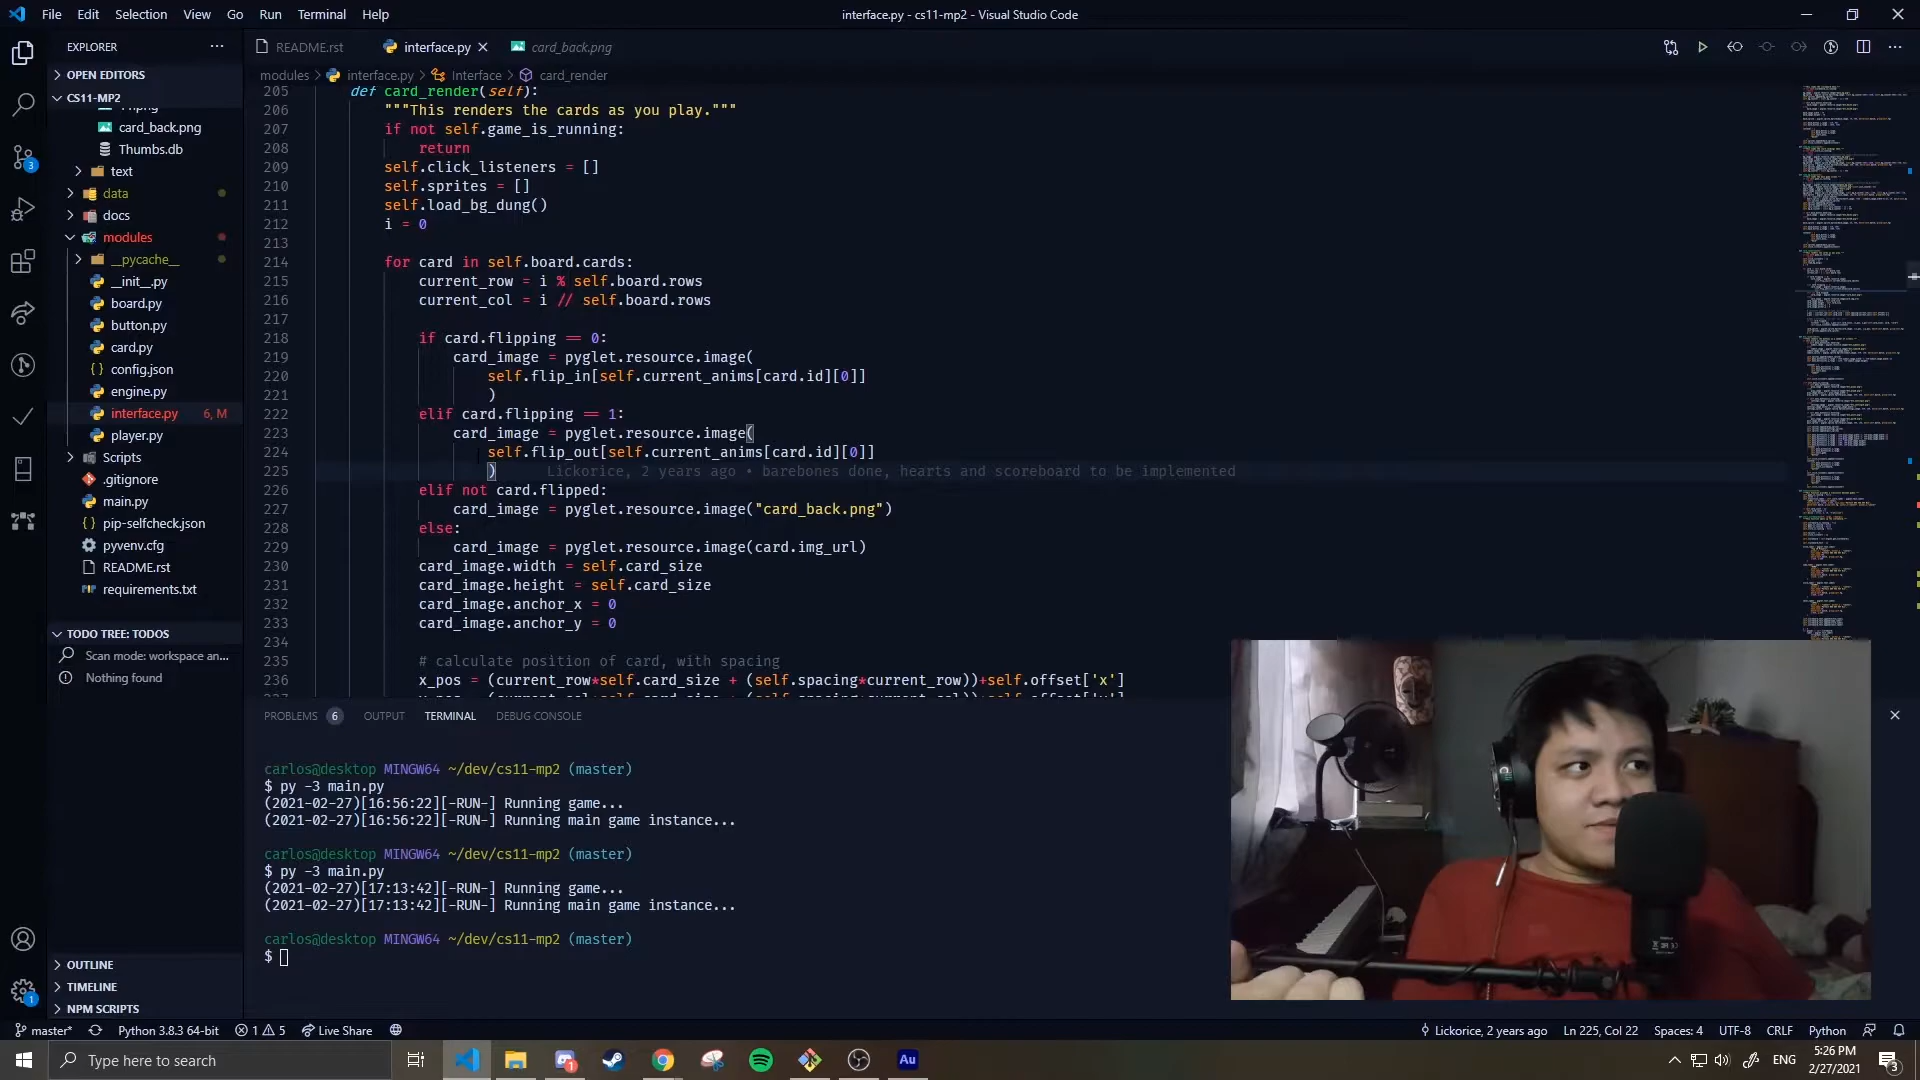 File Edit Selection View Go Run Terminal Help
interface.py - cs11-mp2 - Visual Studio Code
EXPLORER
README.rst
interface.py
card_back.png
OPEN EDITORS
modules > interface.py > Interface > card_render
CS11-MP2
card_back.png
Thumbs.db
text
data
docs
modules
__pycache__
__init__.py
board.py
button.py
card.py
config.json
engine.py
interface.py 6, M
player.py
Scripts
.gitignore
main.py
pip-selfcheck.json
pyvenv.cfg
README.rst
requirements.txt
TODO TREE: TODOS
Scan mode: workspace an...
Nothing found
OUTLINE
TIMELINE
NPM SCRIPTS
3
1
205 def card_render(self):
206 """This renders the cards as you play."""
207 if not self.game_is_running:
208 return
209 self.click_listeners = []
210 self.sprites = []
211 self.load_bg_dung()
212 i = 0
213
214 for card in self.board.cards:
215 current_row = i % self.board.rows
216 current_col = i // self.board.rows
217
218 if card.flipping == 0:
219 card_image = pyglet.resource.image(
220 self.flip_in[self.current_anims[card.id][0]]
221 )
222 elif card.flipping == 1:
223 card_image = pyglet.resource.image(
224 self.flip_out[self.current_anims[card.id][0]]
225 ) Lickorice, 2 years ago • barebones done, hearts and scoreboard to be implemented
226 elif not card.flipped:
227 card_image = pyglet.resource.image("card_back.png")
228 else:
229 card_image = pyglet.resource.image(card.img_url)
230 card_image.width = self.card_size
231 card_image.height = self.card_size
232 card_image.anchor_x = 0
233 card_image.anchor_y = 0
234
235 # calculate position of card, with spacing
236 x_pos = (current_row*self.card_size + (self.spacing*current_row))+self.offset['x']
PROBLEMS 6 OUTPUT TERMINAL DEBUG CONSOLE
carlos@desktop MINGW64 ~/dev/cs11-mp2 (master)
$ py -3 main.py
(2021-02-27)[16:56:22][-RUN-] Running game...
(2021-02-27)[16:56:22][-RUN-] Running main game instance...
carlos@desktop MINGW64 ~/dev/cs11-mp2 (master)
$ py -3 main.py
(2021-02-27)[17:13:42][-RUN-] Running game...
(2021-02-27)[17:13:42][-RUN-] Running main game instance...
carlos@desktop MINGW64 ~/dev/cs11-mp2 (master)
$
master* Python 3.8.3 64-bit 1 5 Live Share
Lickorice, 2 years ago Ln 225, Col 22 Spaces: 4 UTF-8 CRLF Python
Type here to search
Au
ENG
5:26 PM
2/27/2021
3